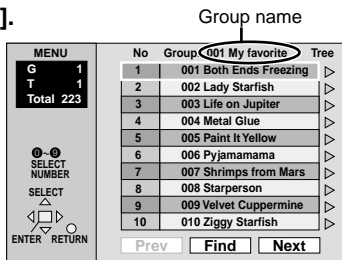 ].
Group name
MENU
G 1
T 1
Total 223
0~9
SELECT
NUMBER
SELECT
ENTER RETURN
No Group: 001 My favorite Tree
1 001 Both Ends Freezing
2 002 Lady Starfish
3 003 Life on Jupiter
4 004 Metal Glue
5 005 Paint It Yellow
6 006 Pyjamamama
7 007 Shrimps from Mars
8 008 Starperson
9 009 Velvet Cuppermine
10 010 Ziggy Starfish
Prev Find Next